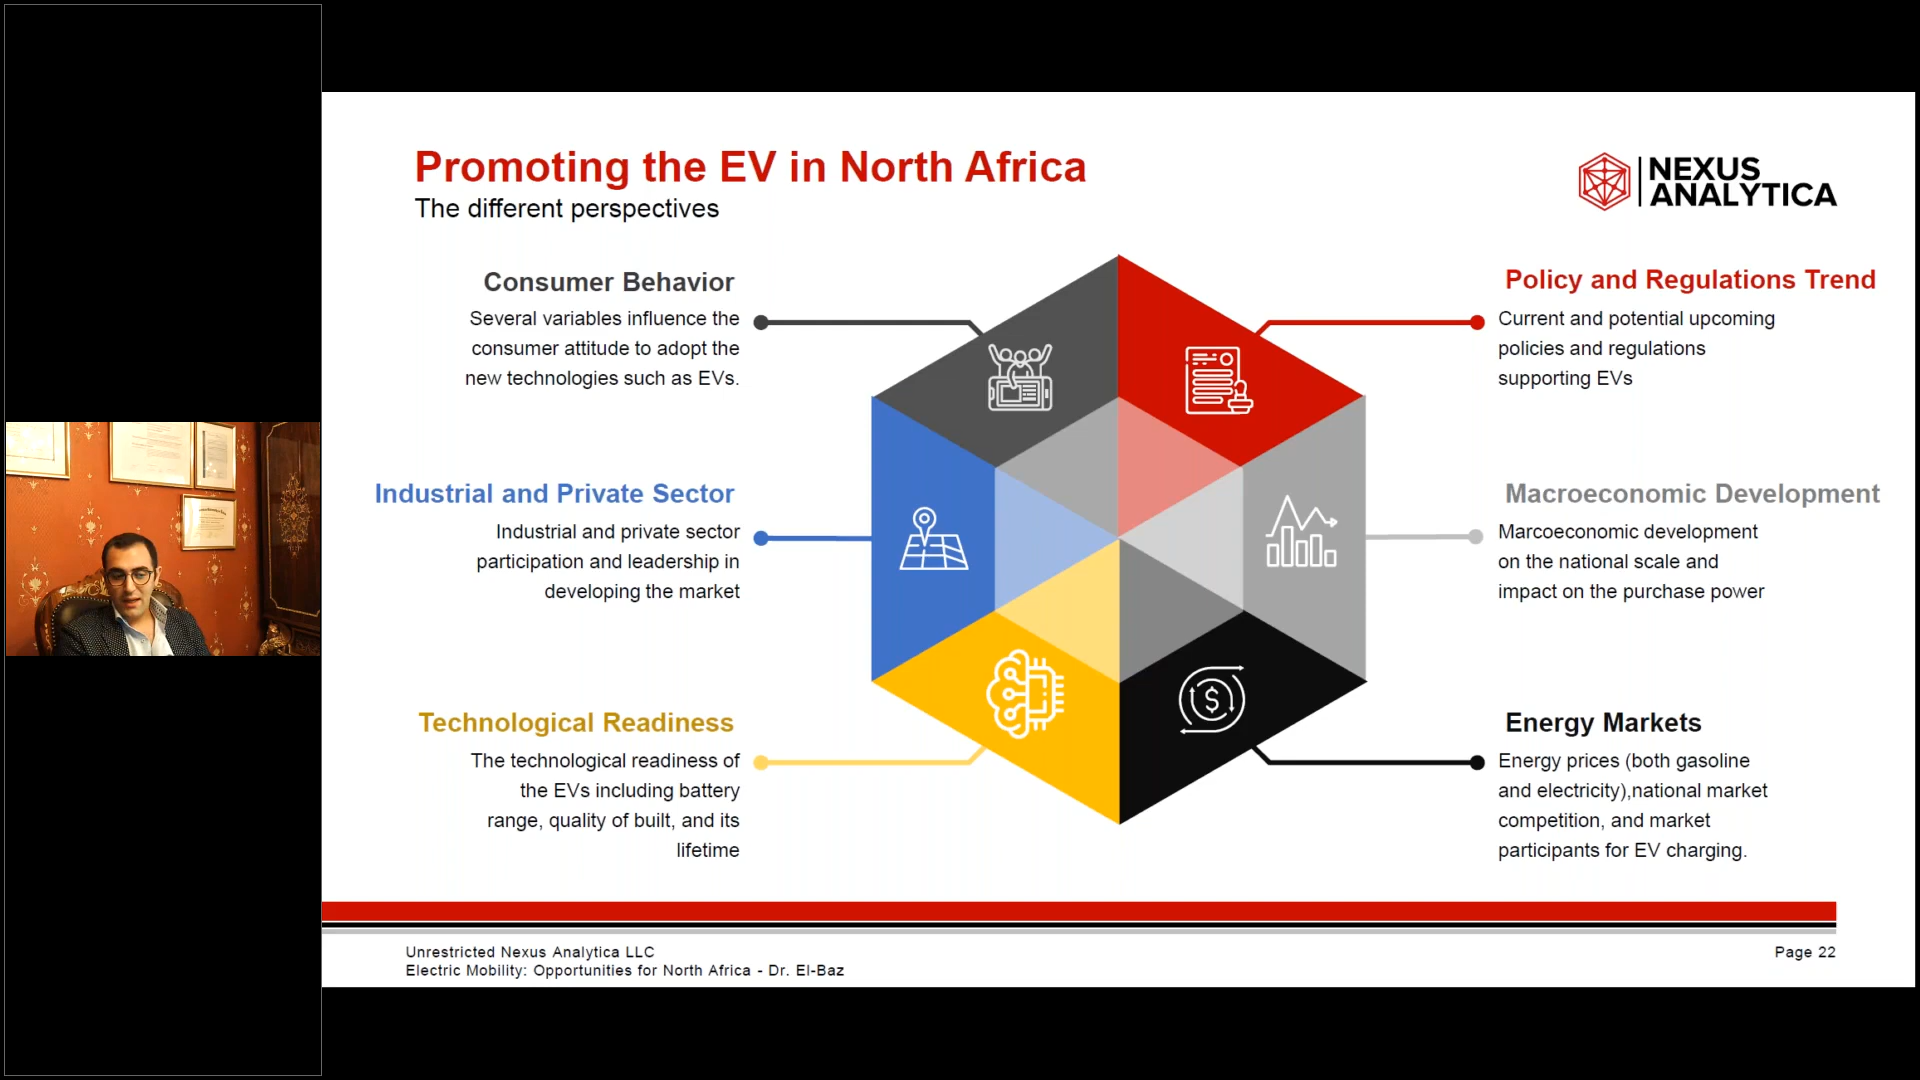 Promoting the EV in North Africa
The different perspectives
NEXUS
ANALYTICA
Consumer Behavior
Several variables influence the
consumer attitude to adopt the
new technologies such as EVs.
Policy and Regulations Trend
Current and potential upcoming
policies and regulations
supporting EVs
Industrial and Private Sector
Industrial and private sector
participation and leadership in
developing the market
Macroeconomic Development
Marcoeconomic development
on the national scale and
impact on the purchase power
Technological Readiness
The technological readiness of
the EVs including battery
range, quality of built, and its
lifetime
Energy Markets
Energy prices (both gasoline
and electricity),national market
competition, and market
participants for EV charging.
$
Unrestricted Nexus Analytica LLC
Electric Mobility: Opportunities for North Africa - Dr. El-Baz
Page 22